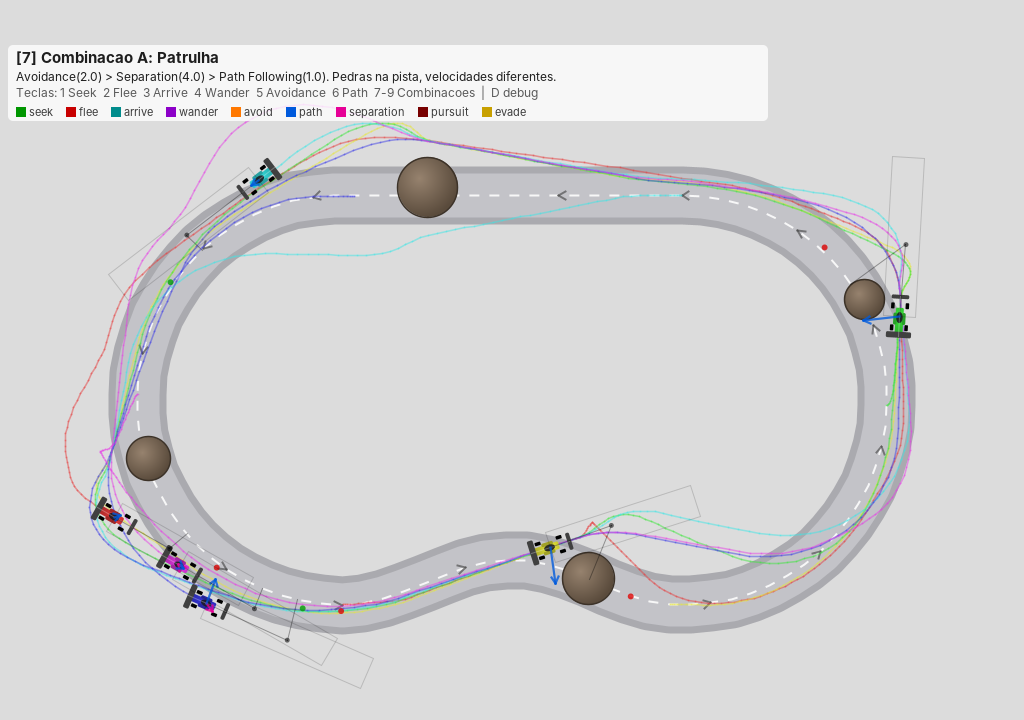 [7] Combinacao A: Patrulha
Avoidance(2.0) > Separation(4.0) > Path Following(1.0). Pedras na pista, velocidades diferentes.
Teclas: 1 Seek  2 Flee  3 Arrive  4 Wander  5 Avoidance  6 Path  7-9 Combinacoes  |  D debug
seek flee arrive wander avoid path separation pursuit evade